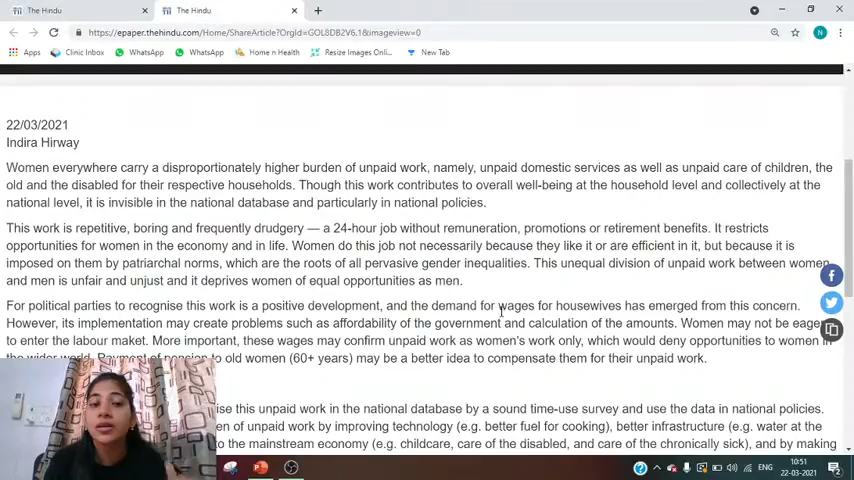 The Hindu
The Hindu
https://epaper.thehindu.com/Home/ShareArticle?OrgId=GOL8DB2V6.1&imageview=0
N
Apps Clinic Inbox WhatsApp WhatsApp Home n Health Resize Images Onli... New Tab
22/03/2021
Indira Hirway
Women everywhere carry a disproportionately higher burden of unpaid work, namely, unpaid domestic services as well as unpaid care of children, the
old and the disabled for their respective households. Though this work contributes to overall well-being at the household level and collectively at the
national level, it is invisible in the national database and particularly in national policies.
This work is repetitive, boring and frequently drudgery — a 24-hour job without remuneration, promotions or retirement benefits. It restricts
opportunities for women in the economy and in life. Women do this job not necessarily because they like it or are efficient in it, but because it is
imposed on them by patriarchal norms, which are the roots of all pervasive gender inequalities. This unequal division of unpaid work between women
and men is unfair and unjust and it deprives women of equal opportunities as men.
For political parties to recognise this work is a positive development, and the demand for wages for housewives has emerged from this concern.
However, its implementation may create problems such as affordability of the government and calculation of the amounts. Women may not be eager
to enter the labour maket. More important, these wages may confirm unpaid work as women's work only, which would deny opportunities to women in
the wider world. Payment of pension to old women (60+ years) may be a better idea to compensate them for their unpaid work.
ise this unpaid work in the national database by a sound time-use survey and use the data in national policies.
en of unpaid work by improving technology (e.g. better fuel for cooking), better infrastructure (e.g. water at the
o the mainstream economy (e.g. childcare, care of the disabled, and care of the chronically sick), and by making
ENG
10:51
22-03-2021
2